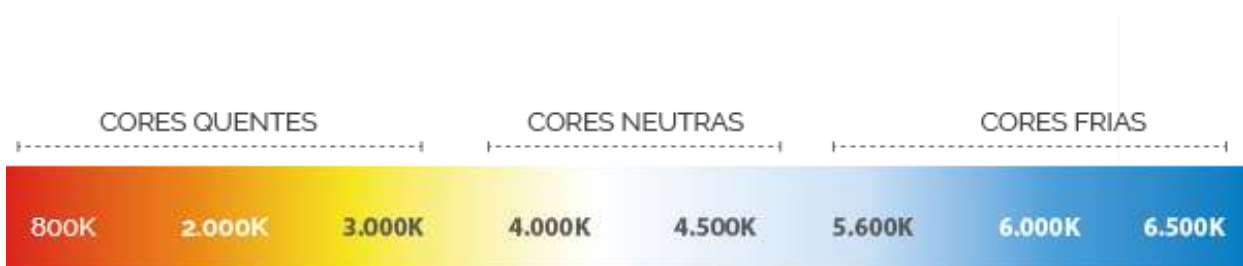 CORES QUENTES CORES NEUTRAS CORES FRIAS
800K 2.000K 3.000K 4.000K 4.500K 5.600K 6.000K 6.500K